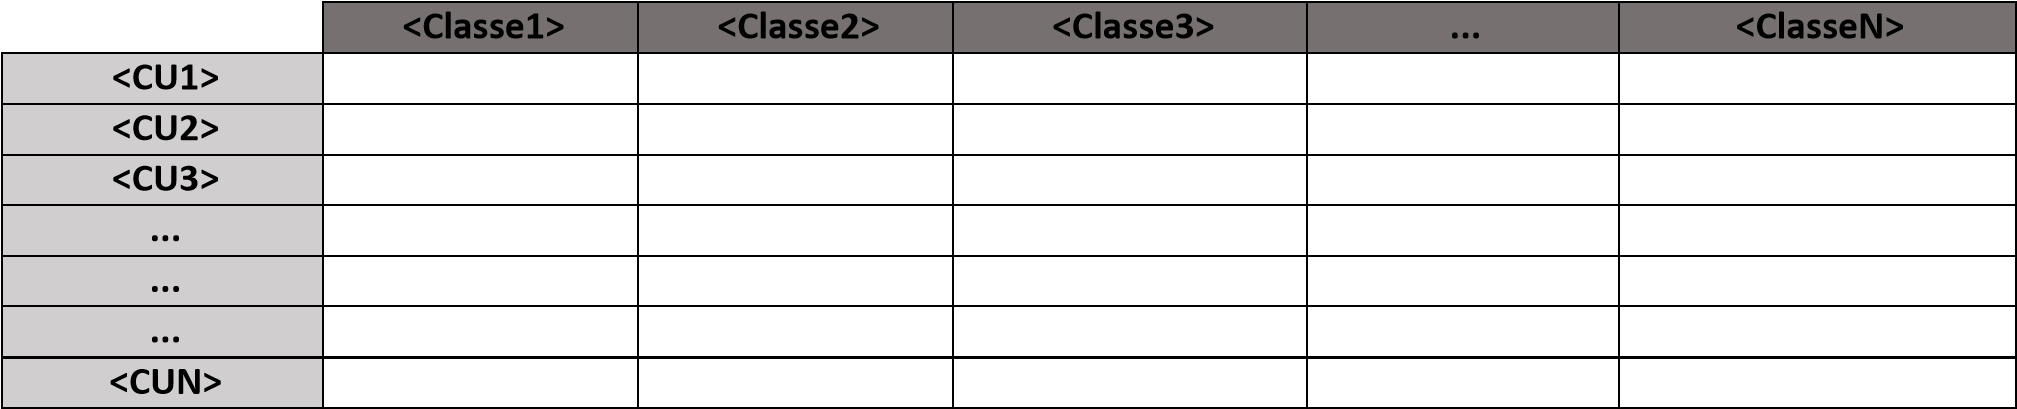 <Classe1> <Classe2> <Classe3> ... <ClasseN>
<CU1>
<CU2>
<CU3>
...
...
...
<CUN>